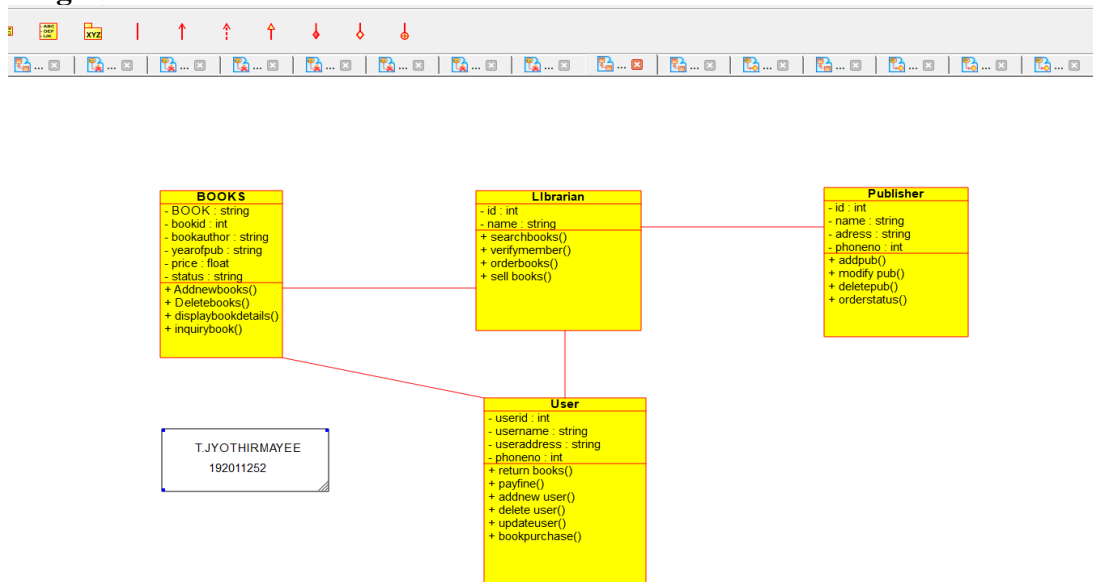 ABC
DEF
XYZ
... ... ... ... ... ... ... ... ... ... ... ... ... ... ...
BOOKS
- BOOK : string
- bookid : int
- bookauthor : string
- yearofpub : string
- price : float
- status : string
+ Addnewbooks()
+ Deletebooks()
+ displaybookdetails()
+ inquirybook()
LIbrarian
- id : int
- name : string
+ searchbooks()
+ verifymember()
+ orderbooks()
+ sell books()
Publisher
- id : int
- name : string
- adress : string
- phoneno : int
+ addpub()
+ modify pub()
+ deletepub()
+ orderstatus()
User
- userid : int
- username : string
- useraddress : string
- phoneno : int
+ return books()
+ payfine()
+ addnew user()
+ delete user()
+ updateuser()
+ bookpurchase()
T.JYOTHIRMAYEE
192011252